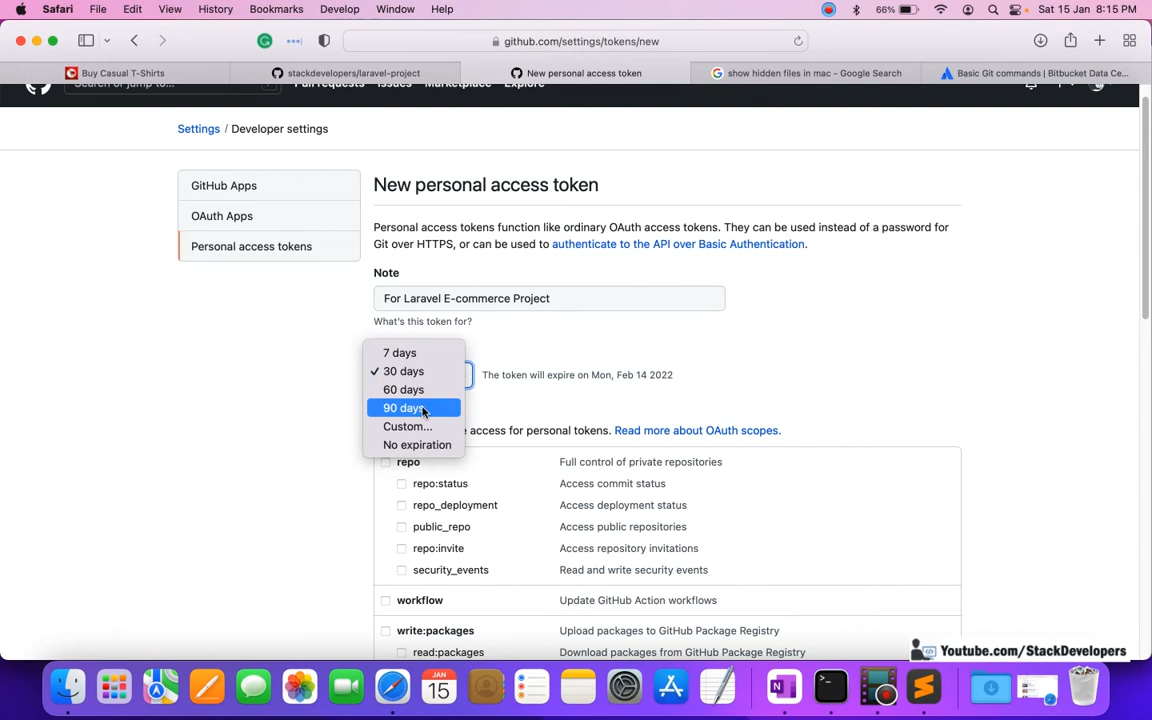 Safari File Edit View History Bookmarks Develop Window Help 66% Sat 15 Jan 8:15 PM
github.com/settings/tokens/new
Buy Casual T-Shirts stackdevelopers/laravel-project New personal access token show hidden files in mac - Google Search Basic Git commands | Bitbucket Data Ce...
Search or jump to... Pull requests Issues Marketplace Explore
Settings / Developer settings
GitHub Apps
OAuth Apps
Personal access tokens
New personal access token
Personal access tokens function like ordinary OAuth access tokens. They can be used instead of a password for
Git over HTTPS, or can be used to authenticate to the API over Basic Authentication.
Note
For Laravel E-commerce Project
What's this token for?
7 days
✓ 30 days
60 days
90 days
Custom...
No expiration
The token will expire on Mon, Feb 14 2022
access for personal tokens. Read more about OAuth scopes.
repo Full control of private repositories
repo:status Access commit status
repo_deployment Access deployment status
public_repo Access public repositories
repo:invite Access repository invitations
security_events Read and write security events
workflow Update GitHub Action workflows
write:packages Upload packages to GitHub Package Registry
read:packages Download packages from GitHub Package Registry
Youtube.com/StackDevelopers
JAN
15